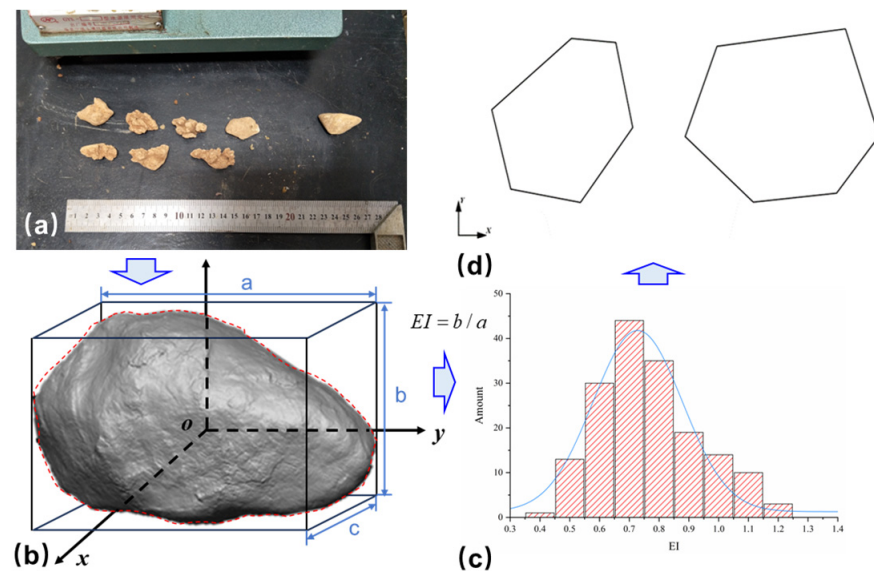 (a)
1 2 3 4 5 6 7 8 9 10 11 12 13 14 15 16 17 18 19 20 21 22 23 24 25 26 27 28
Y
x
(d)
a
b
c
o
y
x
(b)
EI = b / a
50
40
30
20
10
0
Amount
0.3 0.4 0.5 0.6 0.7 0.8 0.9 1.0 1.1 1.2 1.3 1.4
EI
(c)